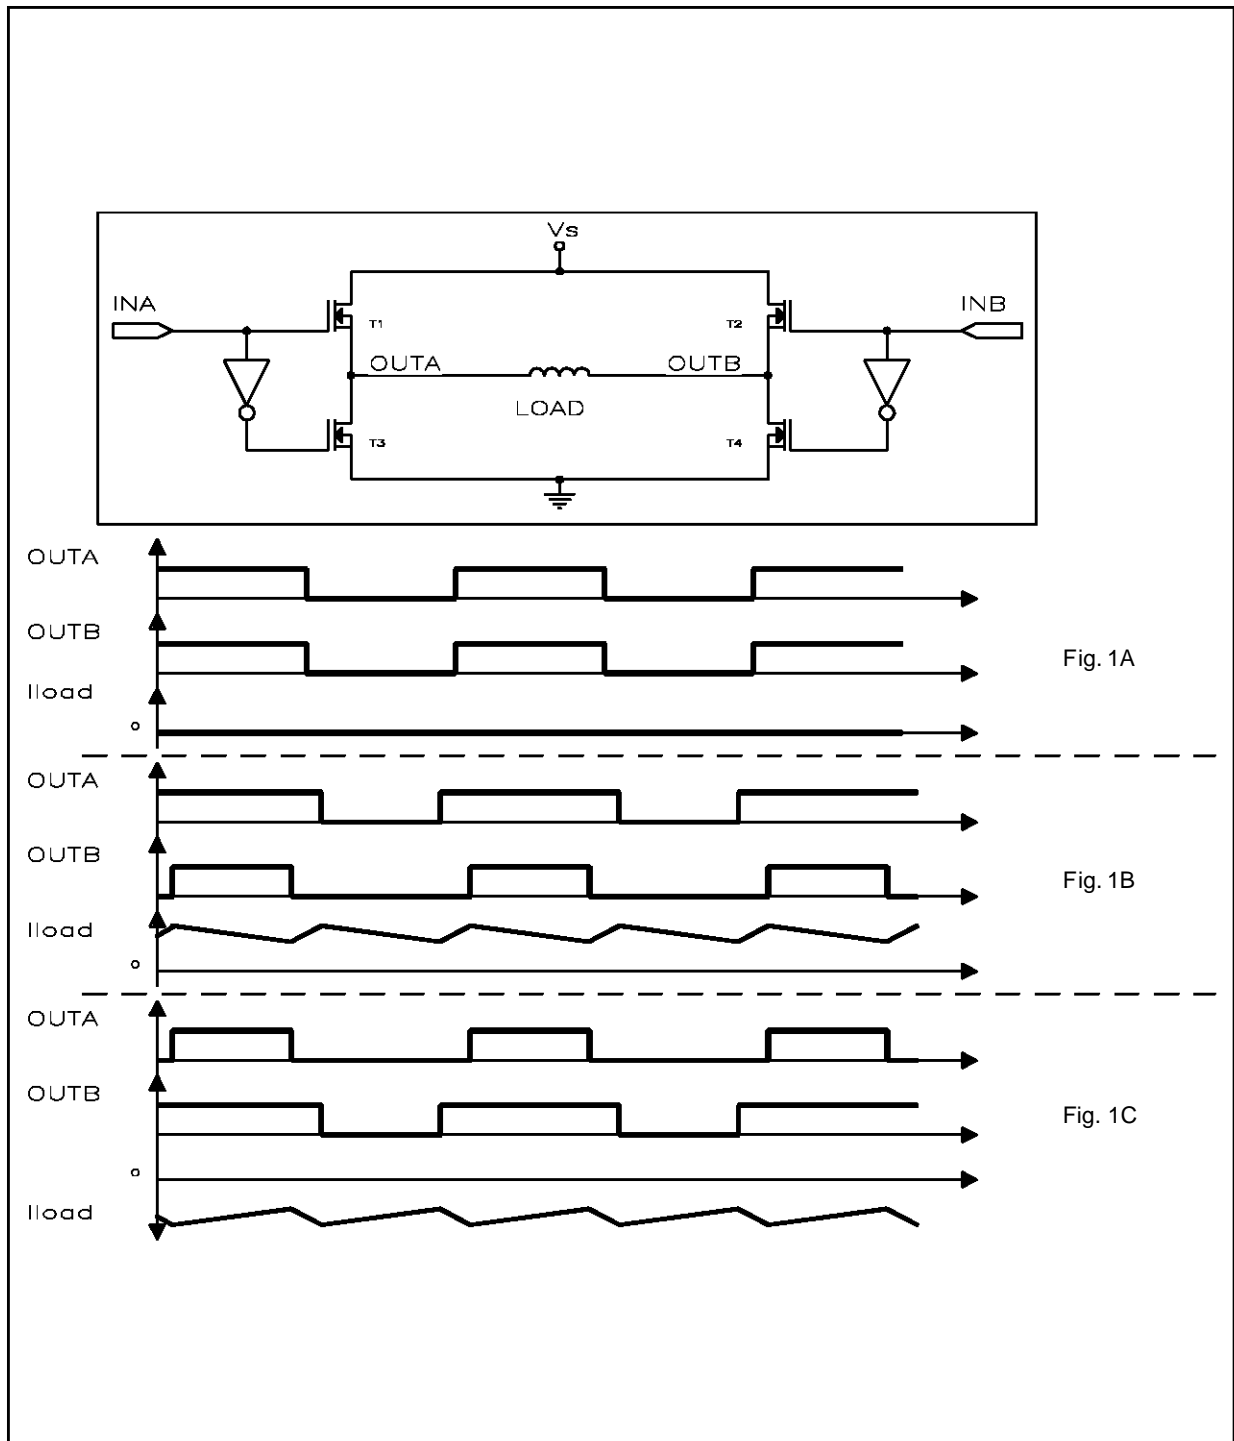 Vs
INA
INB
T1
T2
OUTA
OUTB
LOAD
T3
T4
OUTA
OUTB
Fig. 1A
Iload
o
OUTA
OUTB
Fig. 1B
Iload
o
OUTA
OUTB
Fig. 1C
o
Iload